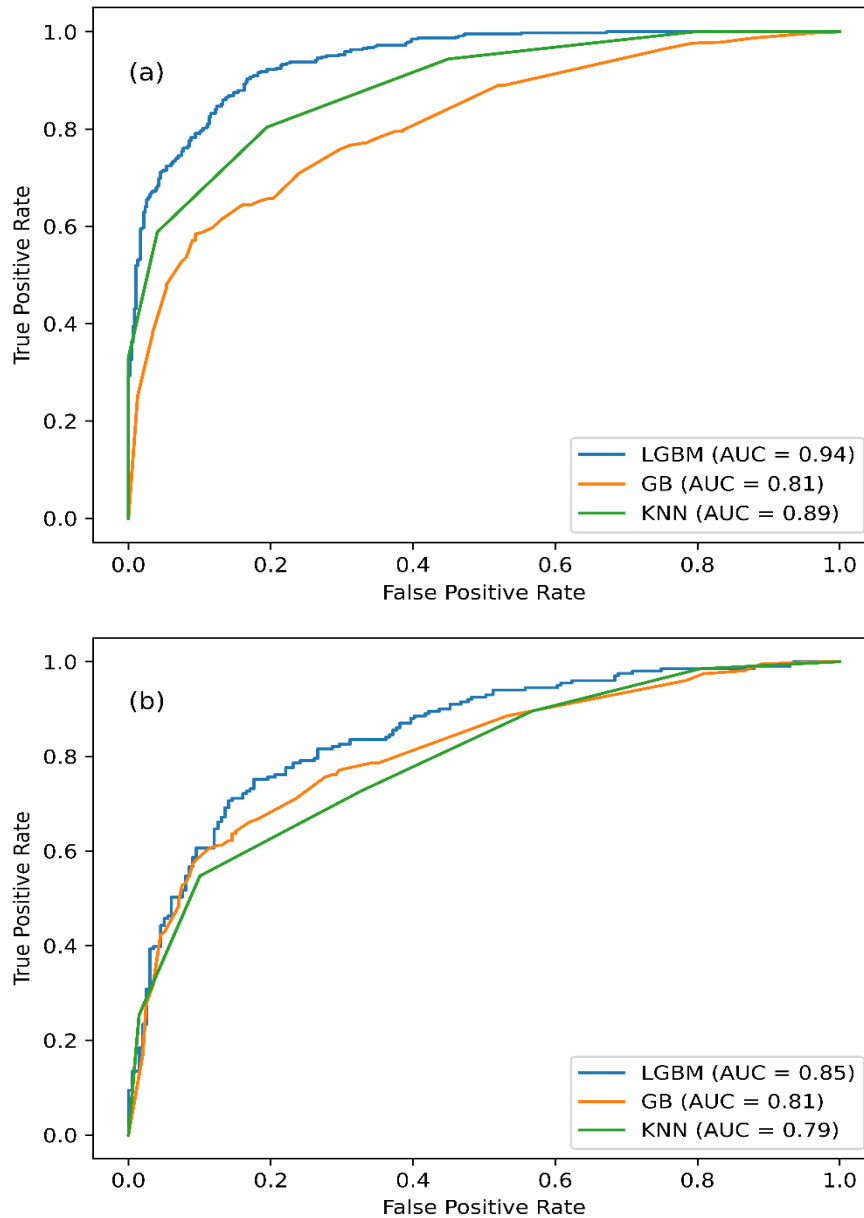 (a)
True Positive Rate
1.0
0.8
0.6
0.4
0.2
0.0
LGBM (AUC = 0.94)
GB (AUC = 0.81)
KNN (AUC = 0.89)
0.0 0.2 0.4 0.6 0.8 1.0
False Positive Rate
(b)
True Positive Rate
1.0
0.8
0.6
0.4
0.2
0.0
LGBM (AUC = 0.85)
GB (AUC = 0.81)
KNN (AUC = 0.79)
0.0 0.2 0.4 0.6 0.8 1.0
False Positive Rate